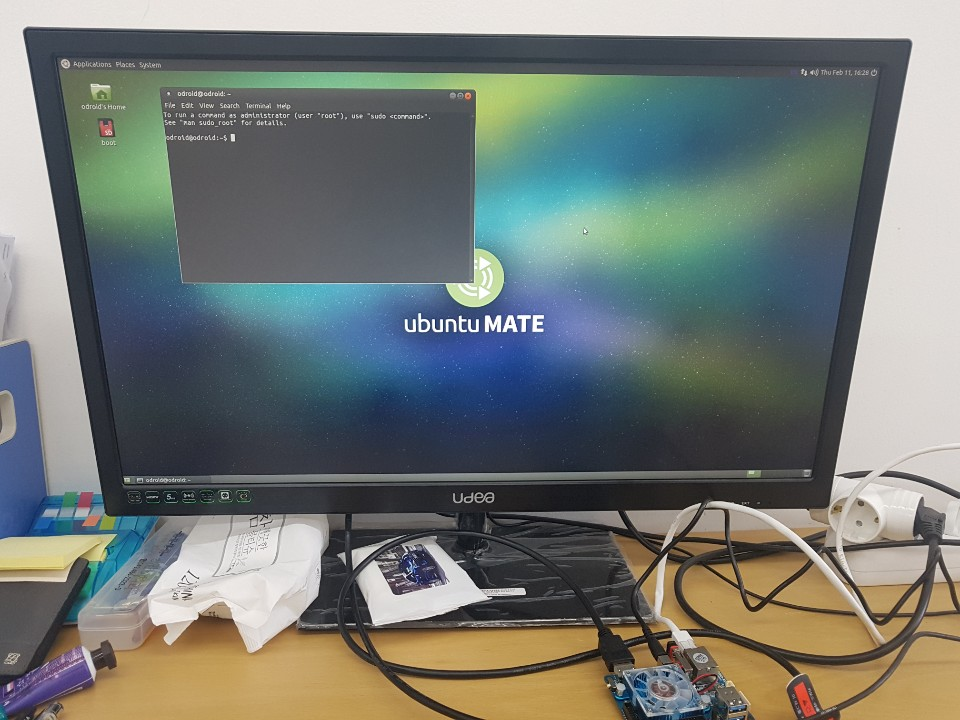 Applications Places System
Thu Feb 11, 16:28
odroid's Home
boot
SD
odroid@odroid: ~
File Edit View Search Terminal Help
To run a command as administrator (user "root"), use "sudo <command>".
See "man sudo_root" for details.
odroid@odroid:~$
ubuntu MATE
odroid@odroid: ~
HDMI
UDEA